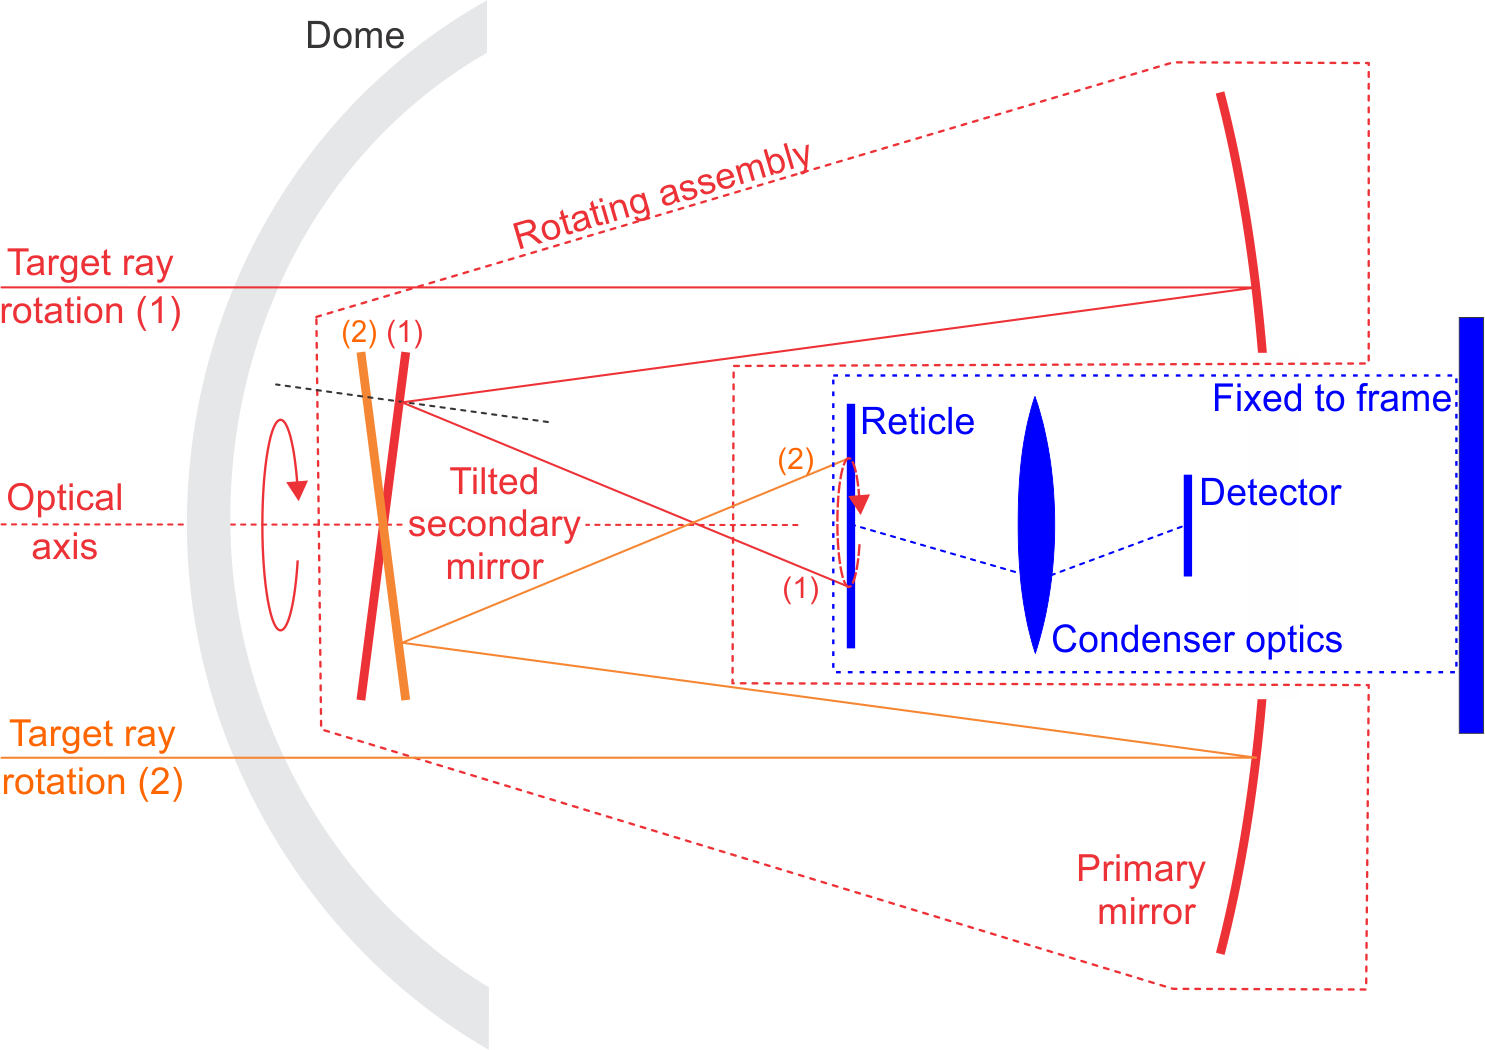 Dome
Rotating assembly
Target ray
rotation (1)
(2) (1)
Fixed to frame
Reticle
(2)
Tilted
secondary
mirror
Optical
axis
Detector
(1)
Condenser optics
Target ray
rotation (2)
Primary
mirror